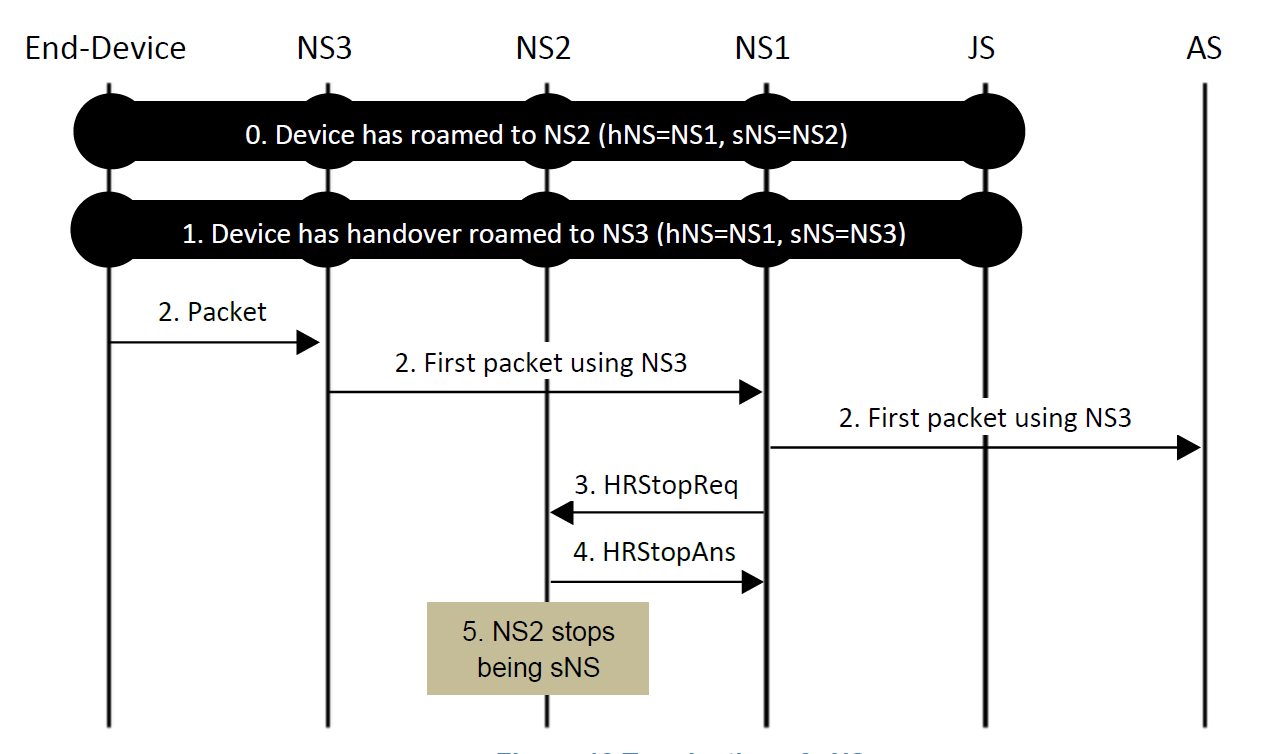 End-Device NS3 NS2 NS1 JS AS
0. Device has roamed to NS2 (hNS=NS1, sNS=NS2)
1. Device has handover roamed to NS3 (hNS=NS1, sNS=NS3)
2. Packet
2. First packet using NS3
2. First packet using NS3
3. HRStopReq
4. HRStopAns
5. NS2 stops
being sNS